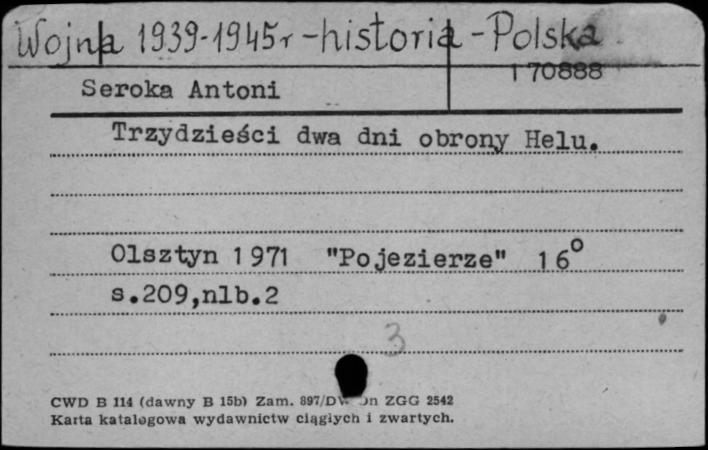 Wojna 1939-1945r - historia - Polska
I 70888
Seroka Antoni
Trzydzieści dwa dni obrony Helu.
Olsztyn 1971 "Pojezierze" 16°
s.209,nlb.2
3
CWD B 114 (dawny B 15b) Zam. 897/DW ZGG 2542
Karta katalogowa wydawnictw ciągłych i zwartych.